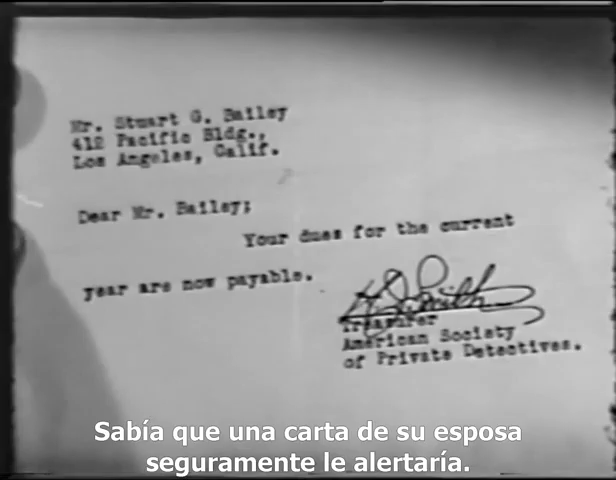 Mr. Stuart G. Bailey
412 Pacific Bldg.,
Los Angeles, Calif.
Dear Mr. Bailey;
Your dues for the current
year are now payable.
H. J. Smith
Treasurer
American Society
of Private Detectives.
Sabía que una carta de su esposa
seguramente le alertaría.